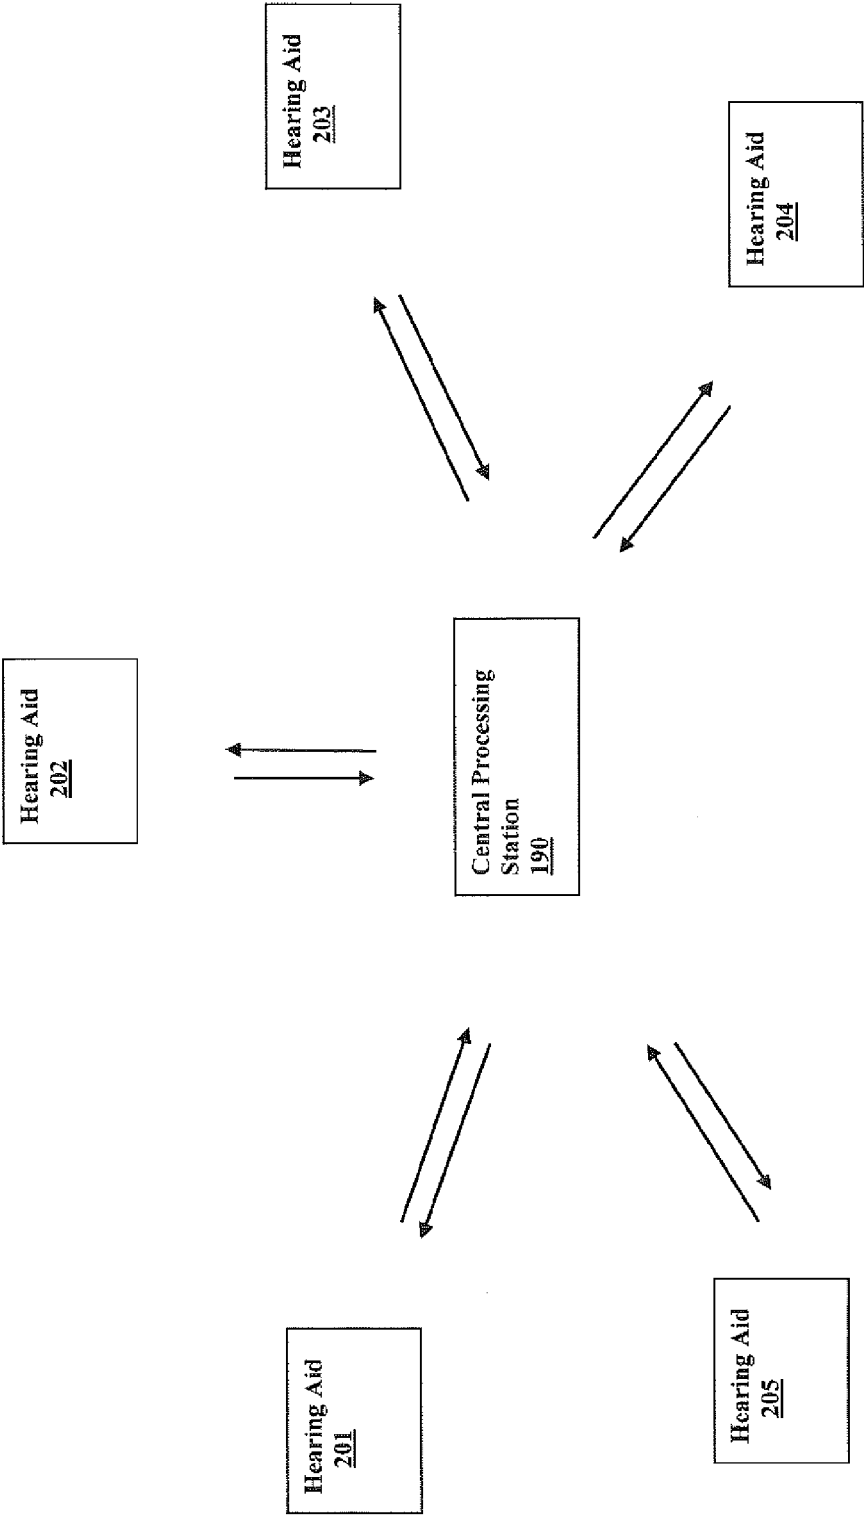 Hearing Aid
202
Hearing Aid
201
Hearing Aid
203
Central Processing
Station
190
Hearing Aid
205
Hearing Aid
204